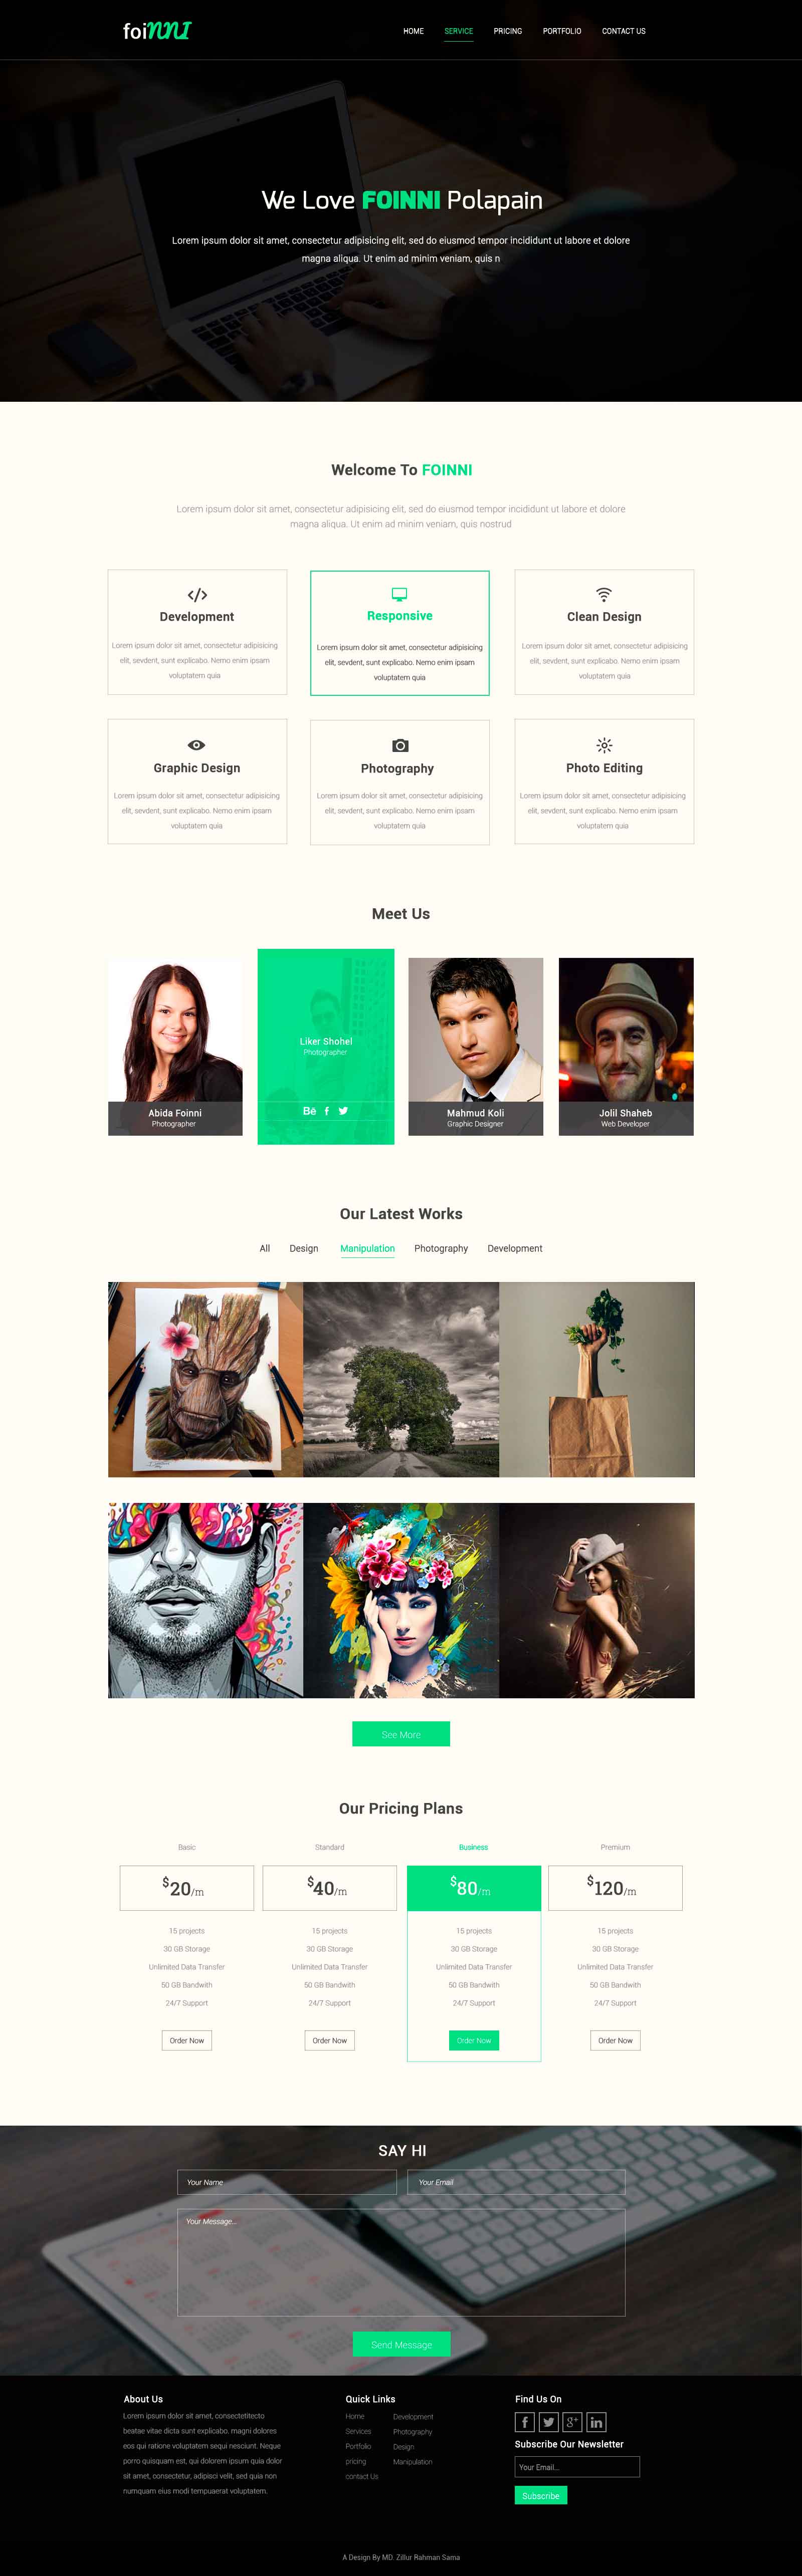 foiNNI
HOME SERVICE PRICING PORTFOLIO CONTACT US
We Love FOINNI Polapain
Lorem ipsum dolor sit amet, consectetur adipisicing elit, sed do eiusmod tempor incididunt ut labore et dolore
magna aliqua. Ut enim ad minim veniam, quis n
Welcome To FOINNI
Lorem ipsum dolor sit amet, consectetur adipisicing elit, sed do eiusmod tempor incididunt ut labore et dolore
magna aliqua. Ut enim ad minim veniam, quis nostrud
Development
Lorem ipsum dolor sit amet, consectetur adipisicing
elit, sevdent, sunt explicabo. Nemo enim ipsam
voluptatem quia
Responsive
Lorem ipsum dolor sit amet, consectetur adipisicing
elit, sevdent, sunt explicabo. Nemo enim ipsam
voluptatem quia
Clean Design
Lorem ipsum dolor sit amet, consectetur adipisicing
elit, sevdent, sunt explicabo. Nemo enim ipsam
voluptatem quia
Graphic Design
Lorem ipsum dolor sit amet, consectetur adipisicing
elit, sevdent, sunt explicabo. Nemo enim ipsam
voluptatem quia
Photography
Lorem ipsum dolor sit amet, consectetur adipisicing
elit, sevdent, sunt explicabo. Nemo enim ipsam
voluptatem quia
Photo Editing
Lorem ipsum dolor sit amet, consectetur adipisicing
elit, sevdent, sunt explicabo. Nemo enim ipsam
voluptatem quia
Meet Us
Abida Foinni
Photographer
Liker Shohel
Photographer
Bē f
Mahmud Koli
Graphic Designer
Jolil Shaheb
Web Developer
Our Latest Works
All Design Manipulation Photography Development
See More
Our Pricing Plans
Basic
$20/m
15 projects
30 GB Storage
Unlimited Data Transfer
50 GB Bandwith
24/7 Support
Order Now
Standard
$40/m
15 projects
30 GB Storage
Unlimited Data Transfer
50 GB Bandwith
24/7 Support
Order Now
Business
$80/m
15 projects
30 GB Storage
Unlimited Data Transfer
50 GB Bandwith
24/7 Support
Order Now
Premium
$120/m
15 projects
30 GB Storage
Unlimited Data Transfer
50 GB Bandwith
24/7 Support
Order Now
SAY HI
Your Name
Your Email
Your Message...
Send Message
About Us
Lorem ipsum dolor sit amet, consectetitecto
beatae vitae dicta sunt explicabo. magni dolores
eos qui ratione voluptatem sequi nesciunt. Neque
porro quisquam est, qui dolorem ipsum quia dolor
sit amet, consectetur, adipisci velit, sed quia non
numquam eius modi tempuaerat voluptatem.
Quick Links
Home
Services
Portfolio
pricing
contact Us
Development
Photography
Design
Manipulation
Find Us On
f g+ in
Subscribe Our Newsletter
Your Email...
Subscribe
A Design By MD. Zillur Rahman Sama